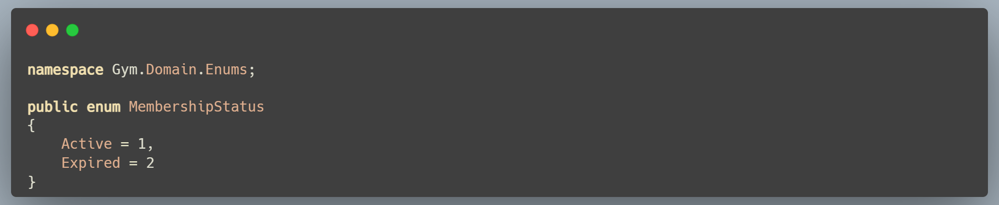 namespace Gym.Domain.Enums;

public enum MembershipStatus
{
    Active = 1,
    Expired = 2
}